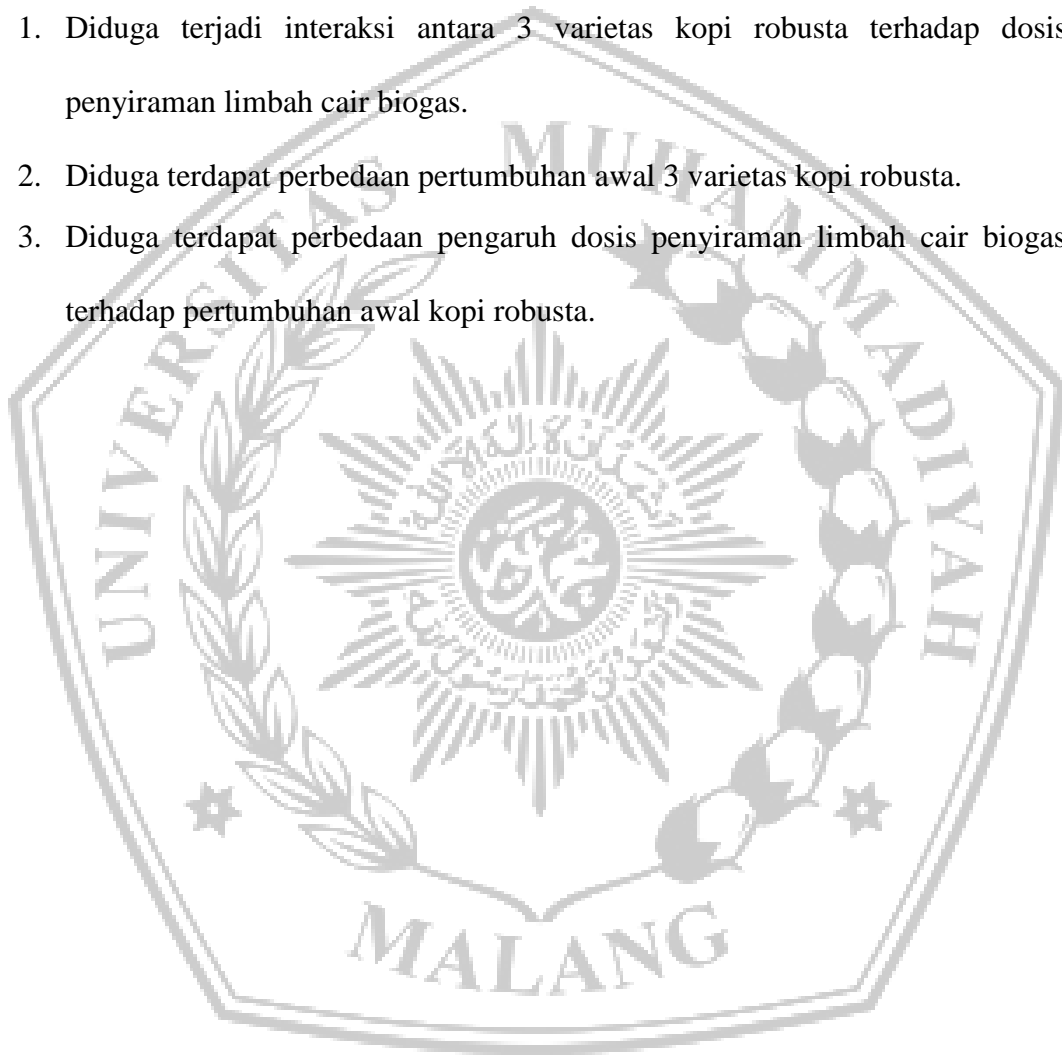 1. Diduga terjadi interaksi antara 3 varietas kopi robusta terhadap dosis
penyiraman limbah cair biogas.
2. Diduga terdapat perbedaan pertumbuhan awal 3 varietas kopi robusta.
3. Diduga terdapat perbedaan pengaruh dosis penyiraman limbah cair biogas
terhadap pertumbuhan awal kopi robusta.
UNIVERSITAS MUHAMMADIYAH
MALANG